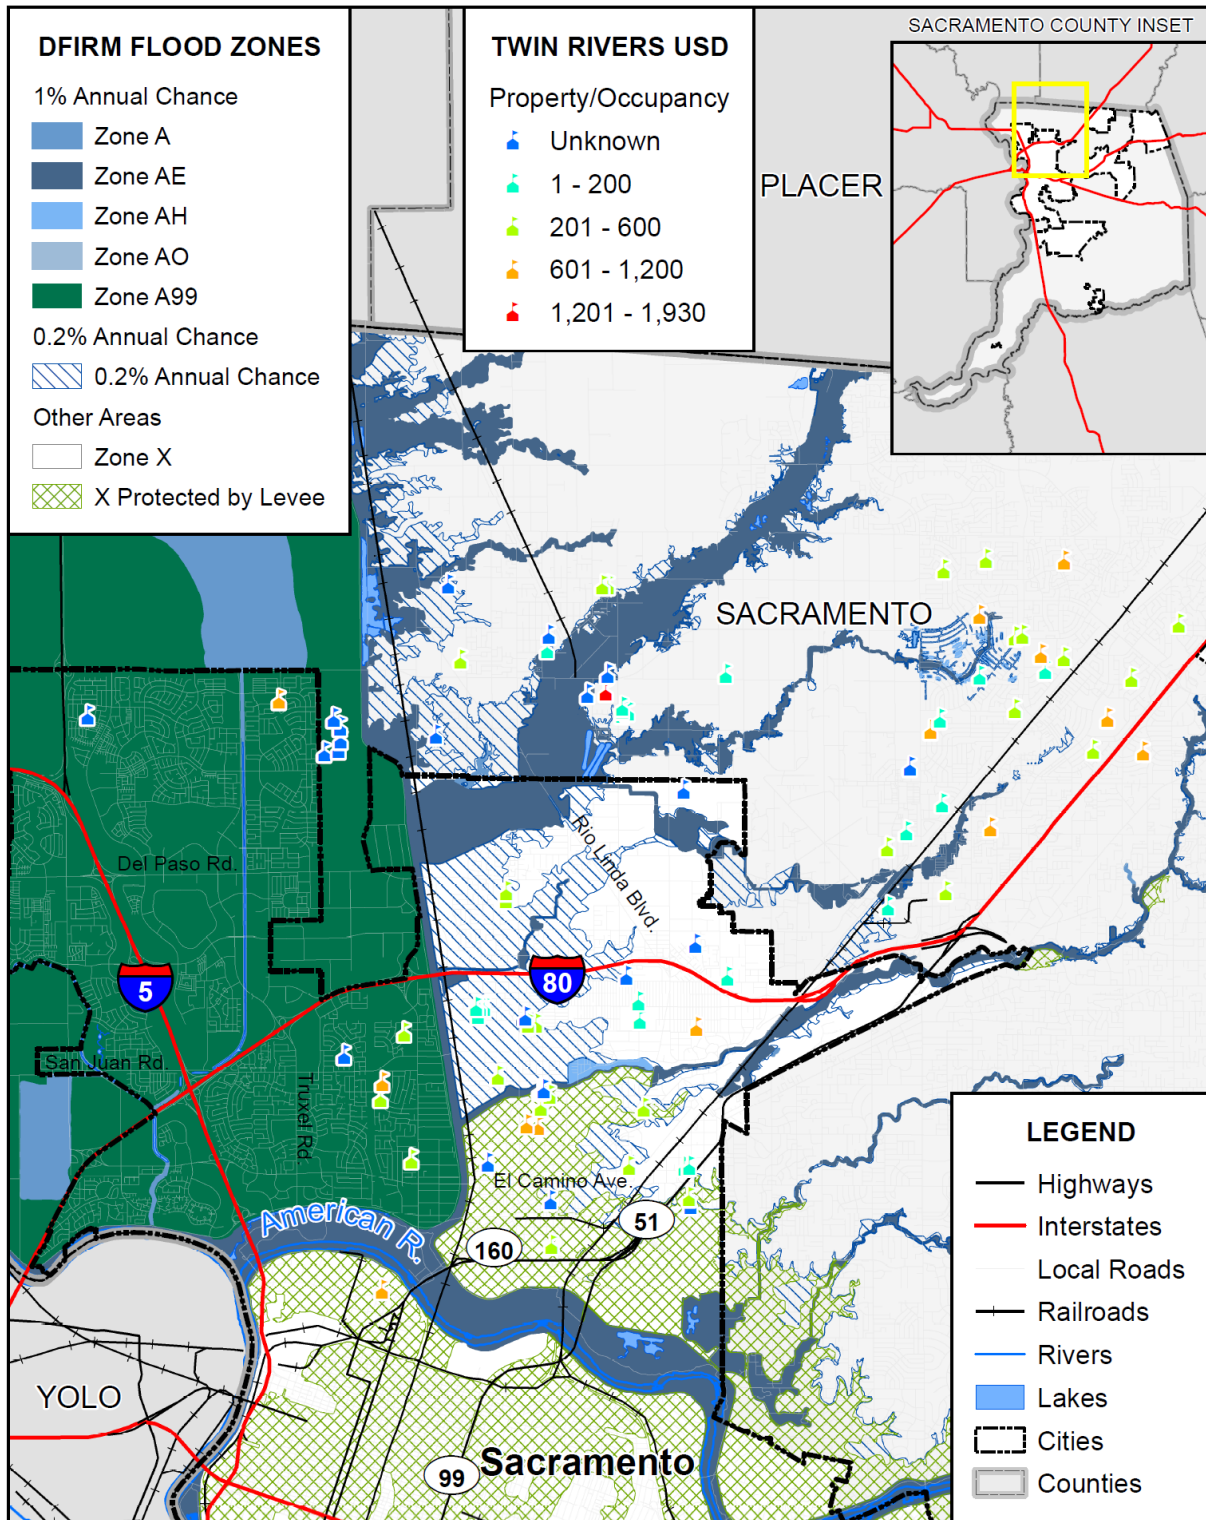 DFIRM FLOOD ZONES
1% Annual Chance
Zone A
Zone AE
Zone AH
Zone AO
Zone A99
0.2% Annual Chance
0.2% Annual Chance
Other Areas
Zone X
X Protected by Levee
TWIN RIVERS USD
Property/Occupancy
Unknown
1 - 200
201 - 600
601 - 1,200
1,201 - 1,930
SACRAMENTO COUNTY INSET
PLACER
SACRAMENTO
Rio Linda Blvd.
Del Paso Rd.
5
80
San Juan Rd.
Truxel Rd.
El Camino Ave.
American R.
51
160
YOLO
99
Sacramento
LEGEND
Highways
Interstates
Local Roads
Railroads
Rivers
Lakes
Cities
Counties